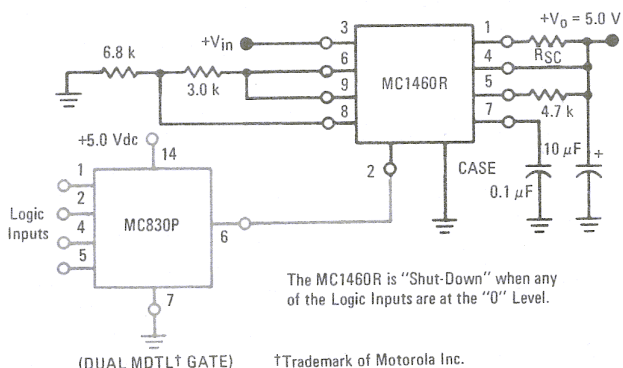 +Vo = 5.0 V
3
1
+Vin
RSC
6.8 k
6
4
9
MC1460R
5
3.0 k
8
7
4.7 k
+5.0 Vdc
14
10 µF
+
2
CASE
0.1 µF
1
2
Logic
Inputs
4
5
MC830P
6
7
The MC1460R is "Shut-Down" when any
of the Logic Inputs are at the "0" Level.
(DUAL MDTL† GATE)
†Trademark of Motorola Inc.